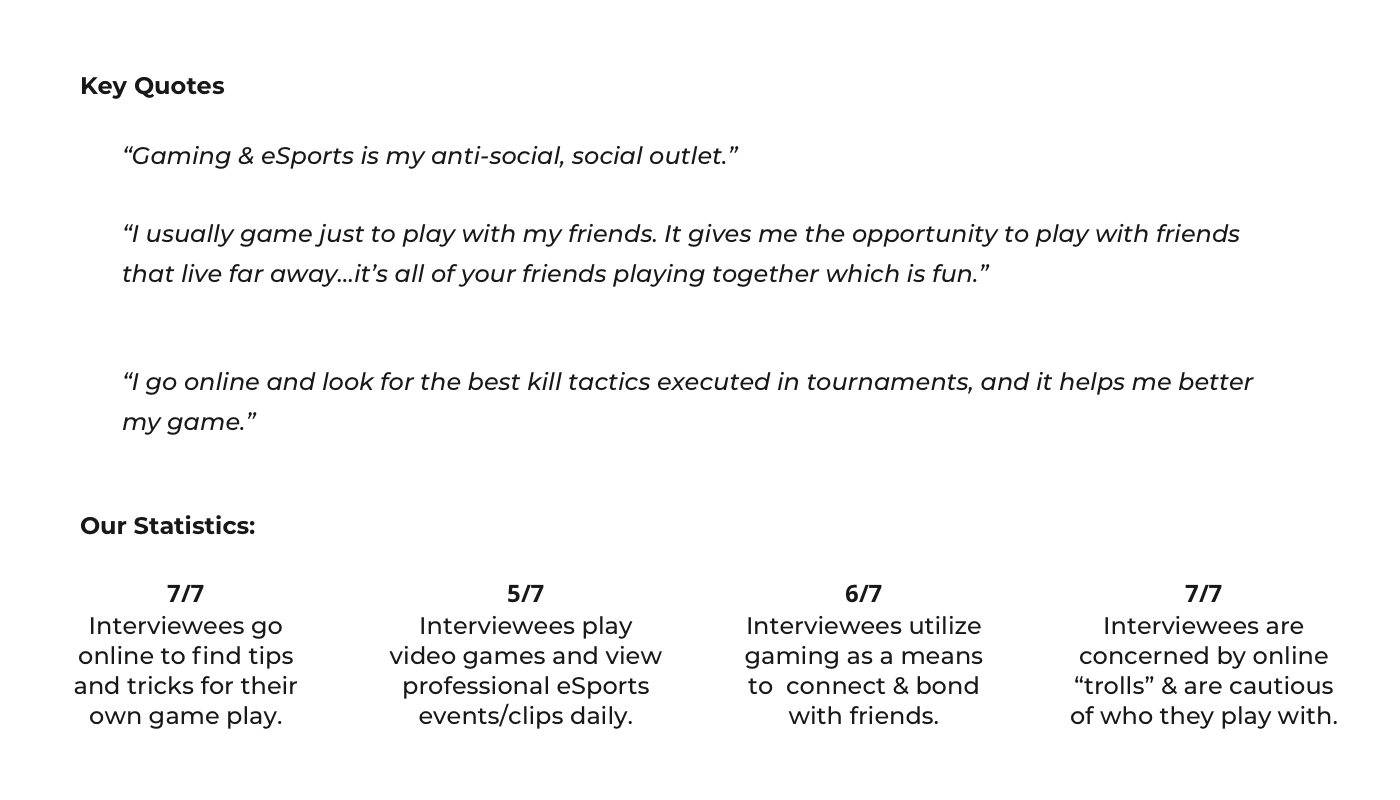 Key Quotes
“Gaming & eSports is my anti-social, social outlet.”
“I usually game just to play with my friends. It gives me the opportunity to play with friends
that live far away...it’s all of your friends playing together which is fun.”
“I go online and look for the best kill tactics executed in tournaments, and it helps me better
my game.”
Our Statistics:
7/7
Interviewees go
online to find tips
and tricks for their
own game play.
5/7
Interviewees play
video games and view
professional eSports
events/clips daily.
6/7
Interviewees utilize
gaming as a means
to  connect & bond
with friends.
7/7
Interviewees are
concerned by online
“trolls” & are cautious
of who they play with.